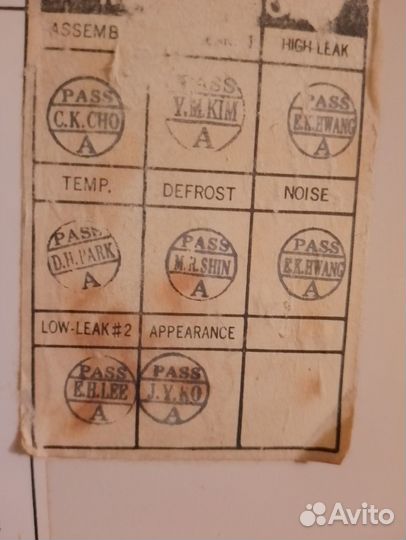 ASSEMB
HIGH LEAK
PASS
C.K.CHO
A
PASS
Y.M.KIM
A
PASS
E.K.HWANG
A
TEMP.
DEFROST
NOISE
PASS
D.H.PARK
A
PASS
M.R.SHIN
A
PASS
E.K.HWANG
A
LOW-LEAK #2
APPEARANCE
PASS
E.H.LEE
A
PASS
J.Y.KO
A
Avito